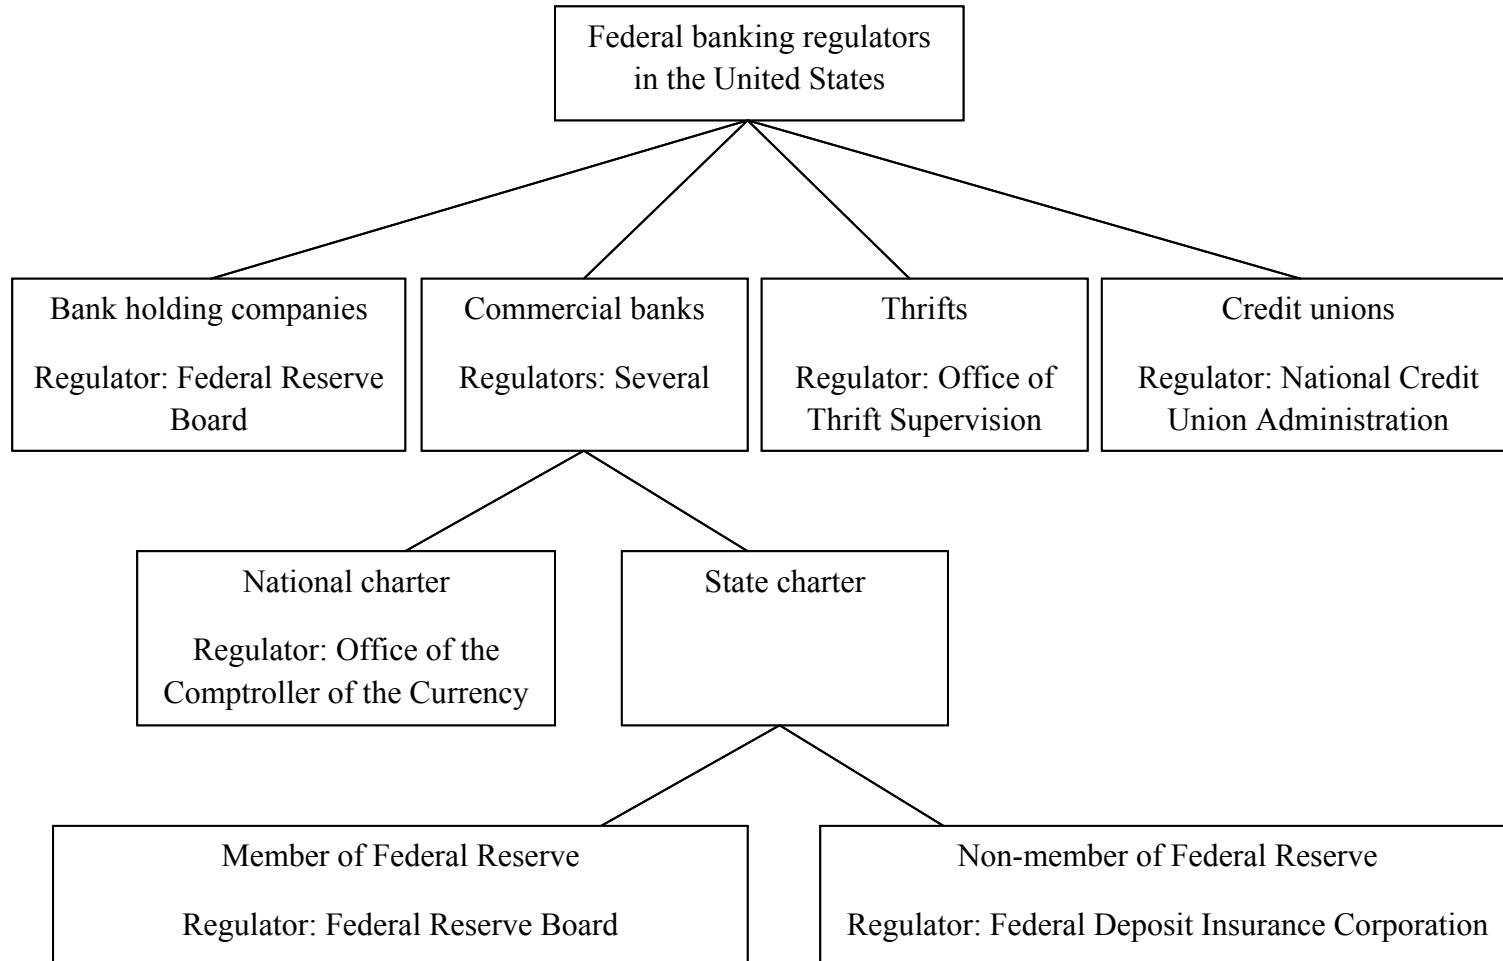 Federal banking regulators
in the United States
Bank holding companies
Regulator: Federal Reserve
Board
Commercial banks
Regulators: Several
Thrifts
Regulator: Office of
Thrift Supervision
Credit unions
Regulator: National Credit
Union Administration
National charter
Regulator: Office of the
Comptroller of the Currency
State charter
Member of Federal Reserve
Regulator: Federal Reserve Board
Non-member of Federal Reserve
Regulator: Federal Deposit Insurance Corporation